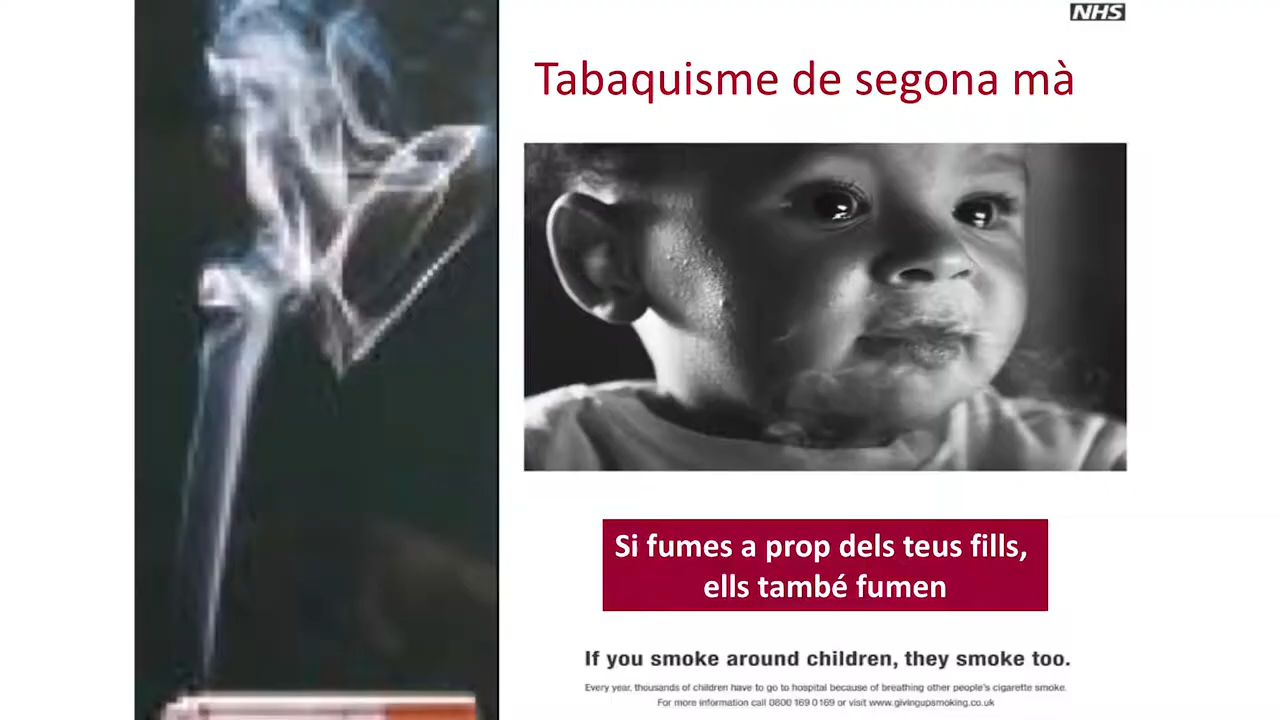 NHS
Tabaquisme de segona mà
Si fumes a prop dels teus fills,
ells també fumen
If you smoke around children, they smoke too.
Every year, thousands of children have to go to hospital because of breathing other people's cigarette smoke.
For more information call 0800 169 0 169 or visit www.givingupsmoking.co.uk